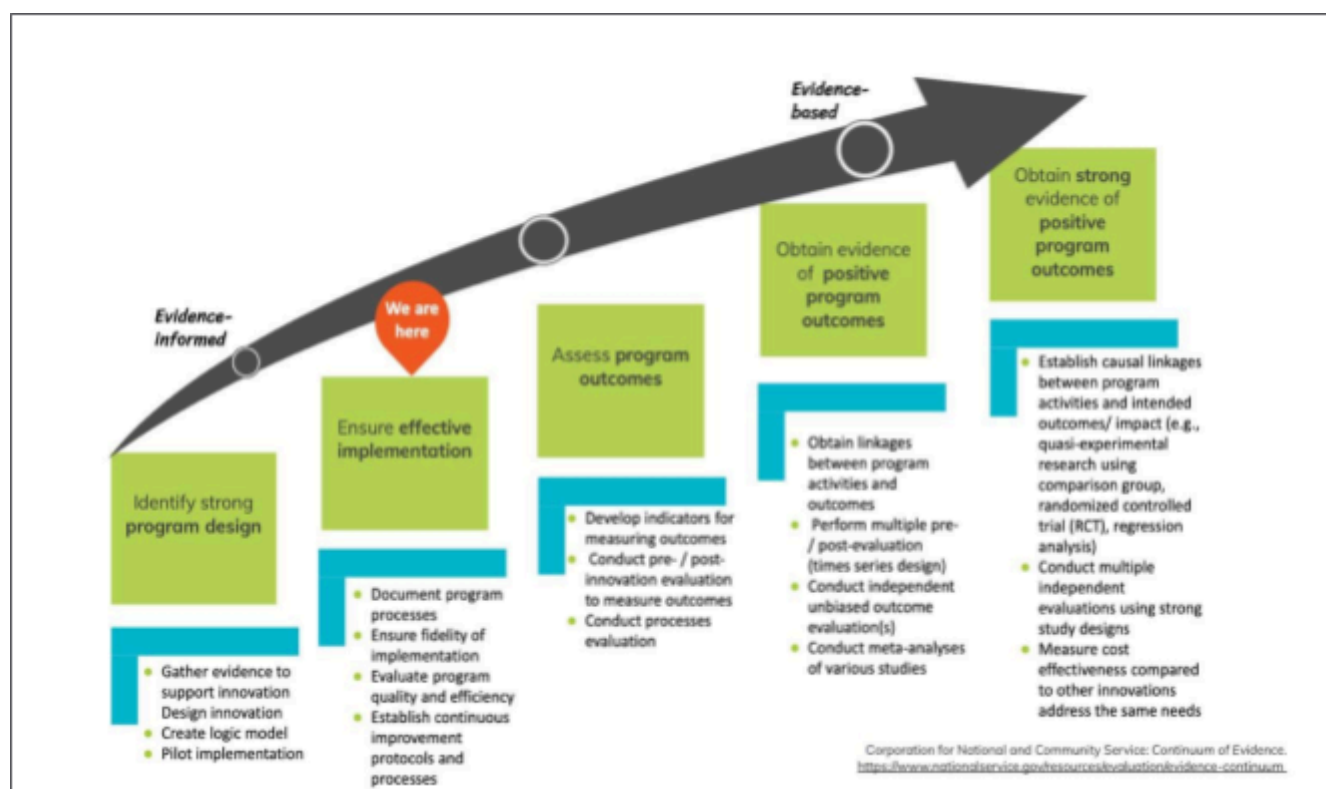 Evidence-
based
Evidence-
informed
We are
here
Identify strong
program design
Gather evidence to
support innovation
Design innovation
Create logic model
Pilot implementation
Ensure effective
implementation
Document program
processes
Ensure fidelity of
implementation
Evaluate program
quality and efficiency
Establish continuous
improvement
protocols and
processes
Assess program
outcomes
Develop indicators for
measuring outcomes
Conduct pre- / post-
innovation evaluation
to measure outcomes
Conduct processes
evaluation
Obtain evidence
of positive
program
outcomes
Obtain linkages
between program
activities and
outcomes
Perform multiple pre-
/ post-evaluation
(times series design)
Conduct independent
unbiased outcome
evaluation(s)
Conduct meta-analyses
of various studies
Obtain strong
evidence of
positive
program
outcomes
Establish causal linkages
between program
activities and intended
outcomes/ impact (e.g.,
quasi-experimental
research using
comparison group,
randomized controlled
trial (RCT), regression
analysis)
Conduct multiple
independent
evaluations using strong
study designs
Measure cost
effectiveness compared
to other innovations
address the same needs
Corporation for National and Community Service: Continuum of Evidence.
https://www.nationalservice.gov/resources/evaluation/evidence-continuum